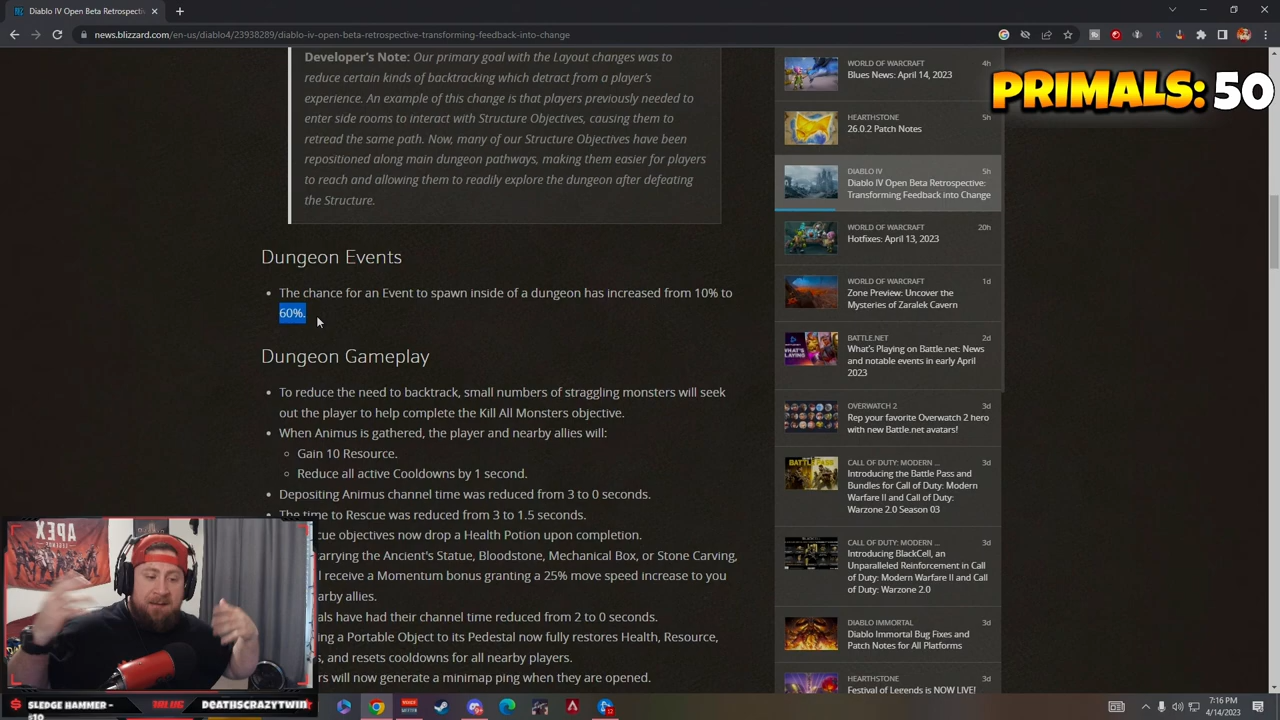 Diablo IV Open Beta Retrospectiv
news.blizzard.com/en-us/diablo4/23938289/diablo-iv-open-beta-retrospective-transforming-feedback-into-change
Developer's Note: Our primary goal with the Layout changes was to
reduce certain kinds of backtracking which detract from a player's
experience. An example of this change is that players previously needed to
enter side rooms to interact with Structure Objectives, causing them to
retread the same path. Now, many of our Structure Objectives have been
repositioned along main dungeon pathways, making them easier for players
to reach and allowing them to readily explore the dungeon after defeating
the Structure.
Dungeon Events
• The chance for an Event to spawn inside of a dungeon has increased from 10% to
60%.
Dungeon Gameplay
• To reduce the need to backtrack, small numbers of straggling monsters will seek
out the player to help complete the Kill All Monsters objective.
• When Animus is gathered, the player and nearby allies will:
Gain 10 Resource.
Reduce all active Cooldowns by 1 second.
• Depositing Animus channel time was reduced from 3 to 0 seconds.
The time to Rescue was reduced from 3 to 1.5 seconds.
cue objectives now drop a Health Potion upon completion.
arrying the Ancient's Statue, Bloodstone, Mechanical Box, or Stone Carving,
l receive a Momentum bonus granting a 25% move speed increase to you
earby allies.
als have had their channel time reduced from 2 to 0 seconds.
ing a Portable Object to its Pedestal now fully restores Health, Resource,
s, and resets cooldowns for all nearby players.
rs will now generate a minimap ping when they are opened.
WORLD OF WARCRAFT 4h
Blues News: April 14, 2023
HEARTHSTONE 5h
26.0.2 Patch Notes
DIABLO IV 5h
Diablo IV Open Beta Retrospective:
Transforming Feedback into Change
WORLD OF WARCRAFT 20h
Hotfixes: April 13, 2023
WORLD OF WARCRAFT 1d
Zone Preview: Uncover the
Mysteries of Zaralek Cavern
BATTLE.NET 2d
What's Playing on Battle.net: News
and notable events in early April
2023
OVERWATCH 2 3d
Rep your favorite Overwatch 2 hero
with new Battle.net avatars!
CALL OF DUTY: MODERN ... 3d
Introducing the Battle Pass and
Bundles for Call of Duty: Modern
Warfare II and Call of Duty:
Warzone 2.0 Season 03
CALL OF DUTY: MODERN ... 3d
Introducing BlackCell, an
Unparalleled Reinforcement in Call
of Duty: Modern Warfare II and Call
of Duty: Warzone 2.0
DIABLO IMMORTAL 3d
Diablo Immortal Bug Fixes and
Patch Notes for All Platforms
HEARTHSTONE 3d
Festival of Legends is NOW LIVE!
PRIMALS: 50
APEX
SLEDGE HAMMER -
$10
DEATHSCRAZYTWIN
7:16 PM
4/14/2023